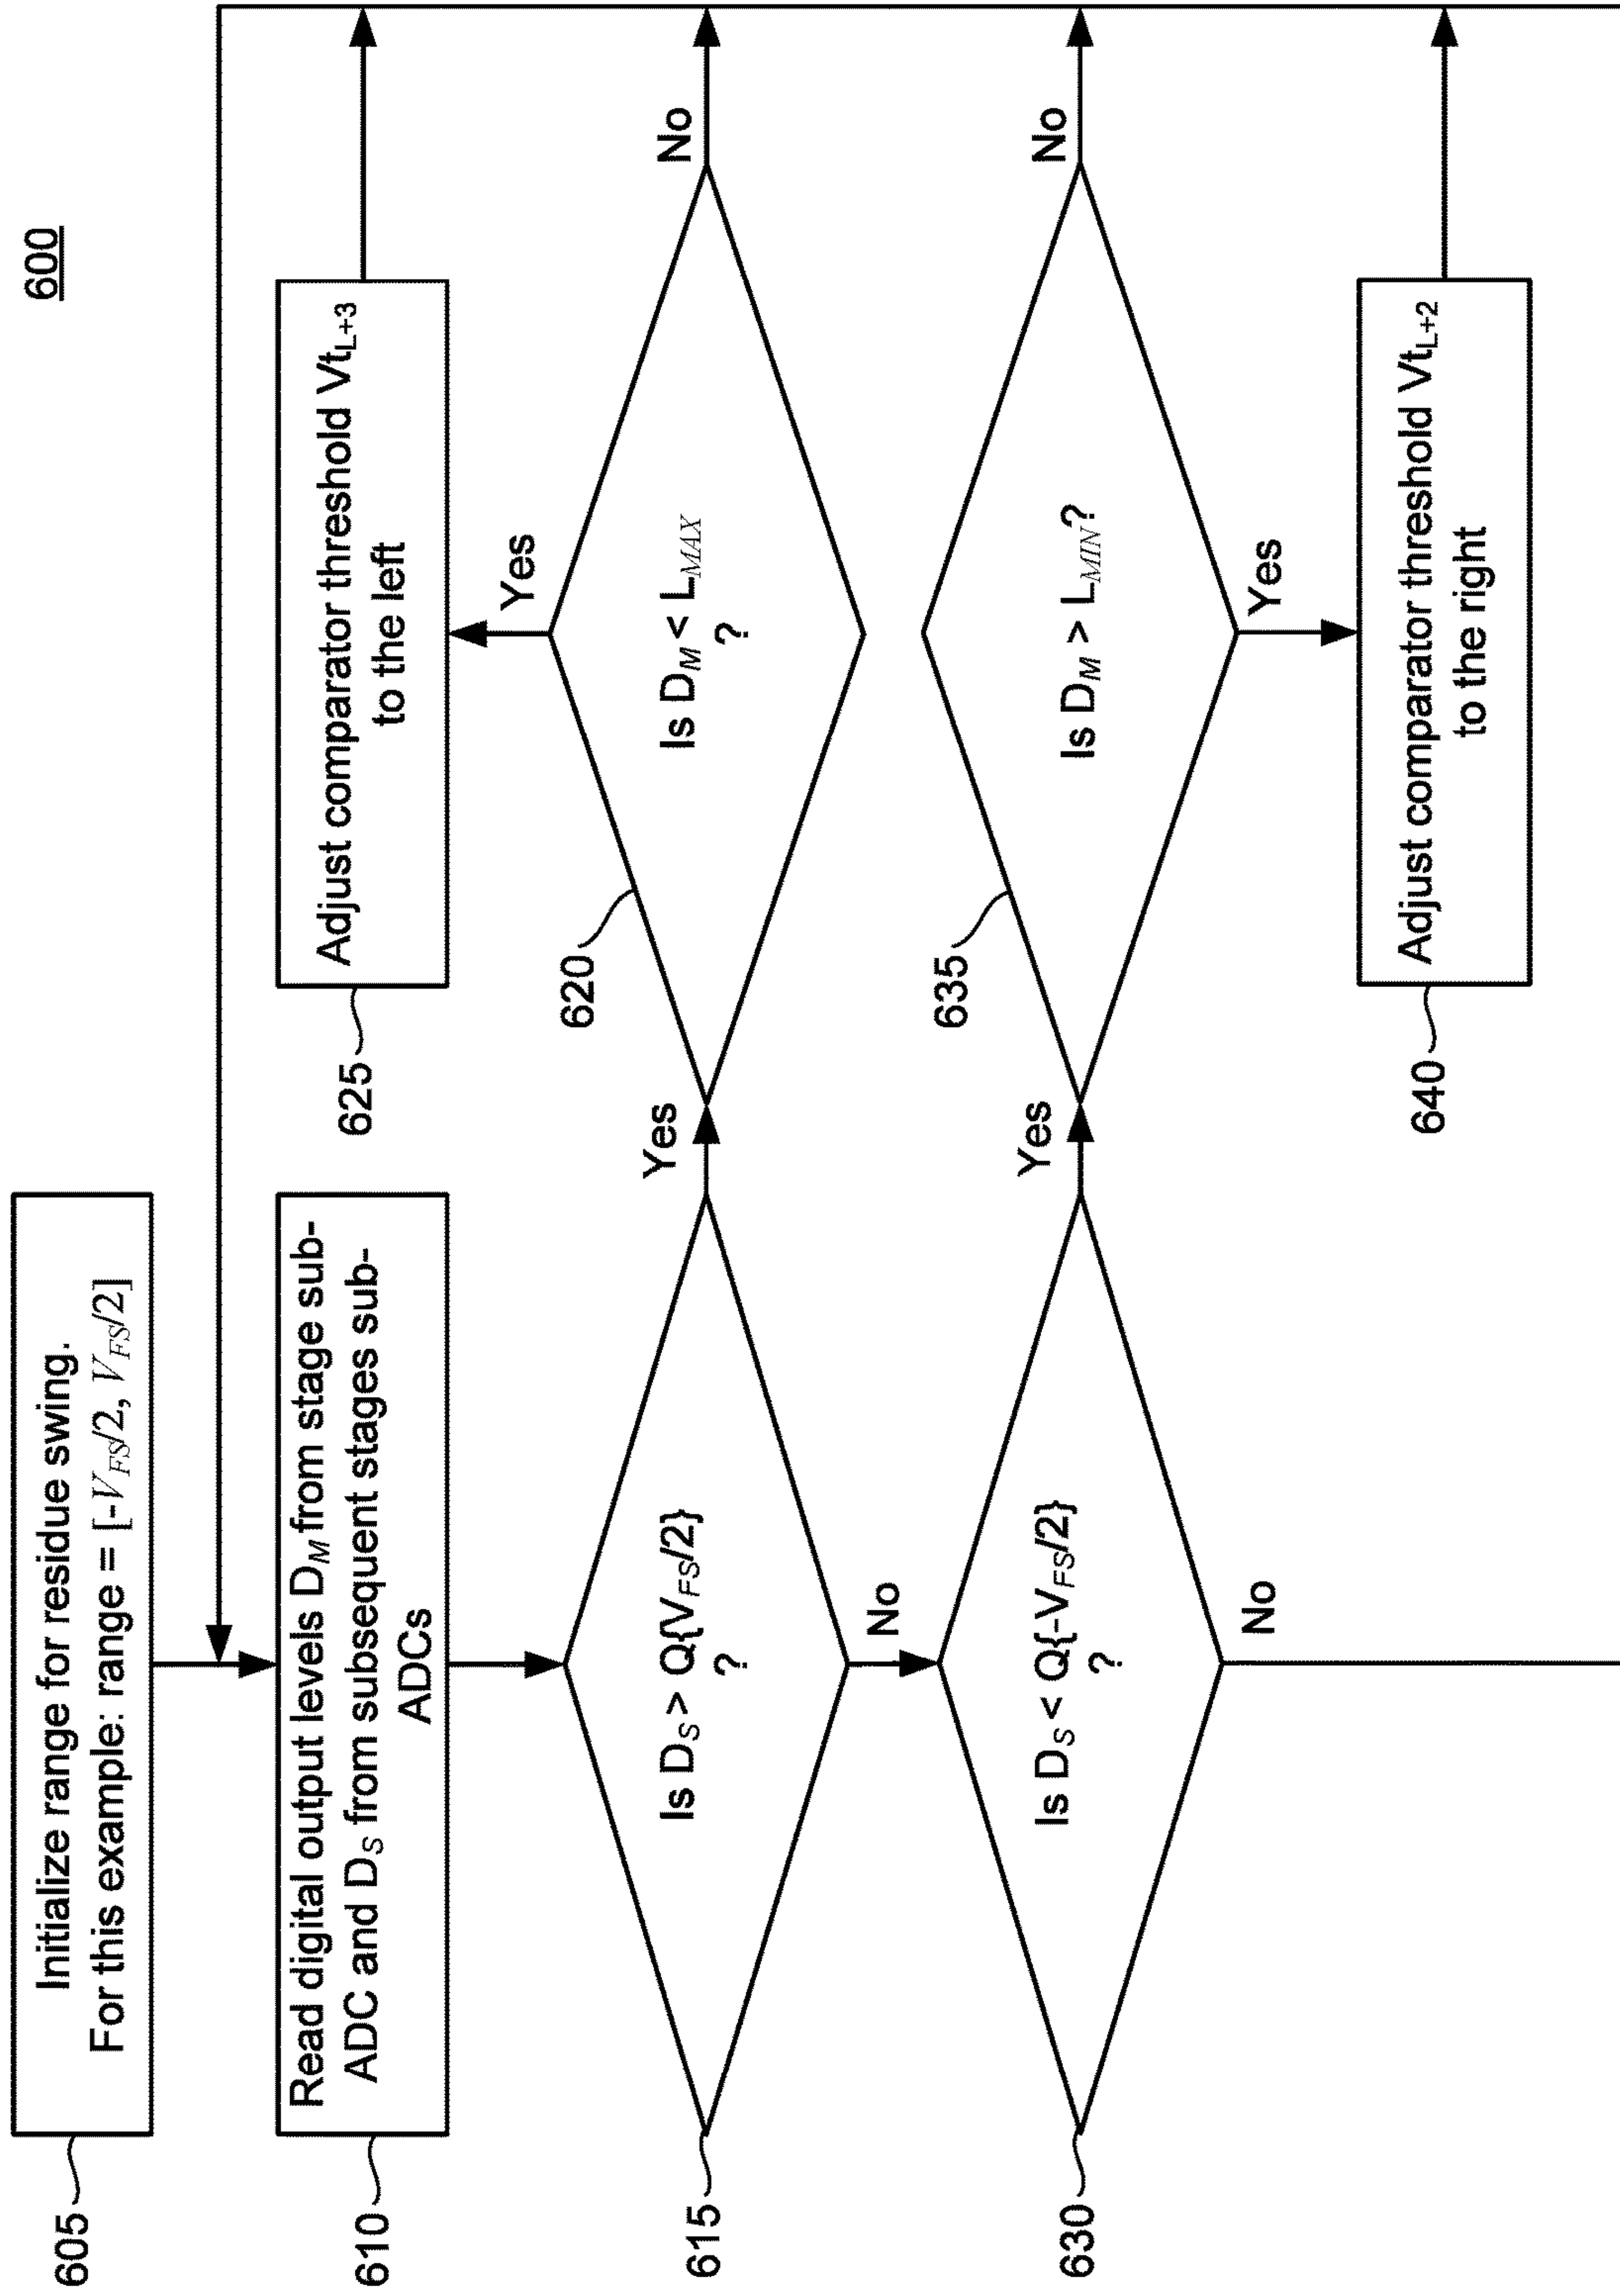 600
605
Initialize range for residue swing.
For this example: range = [-V_FS/2, V_FS/2]
610
Read digital output levels D_M from stage sub-
ADC and D_S from subsequent stages sub-
ADCs
625
Adjust comparator threshold Vt_L+3
to the left
Yes
615
Is D_S > Q{V_FS/2}
?
Yes
620
Is D_M < L_MAX
?
No
No
630
Is D_S < Q{-V_FS/2}
?
Yes
635
Is D_M > L_MIN?
No
No
Yes
640
Adjust comparator threshold Vt_L+2
to the right